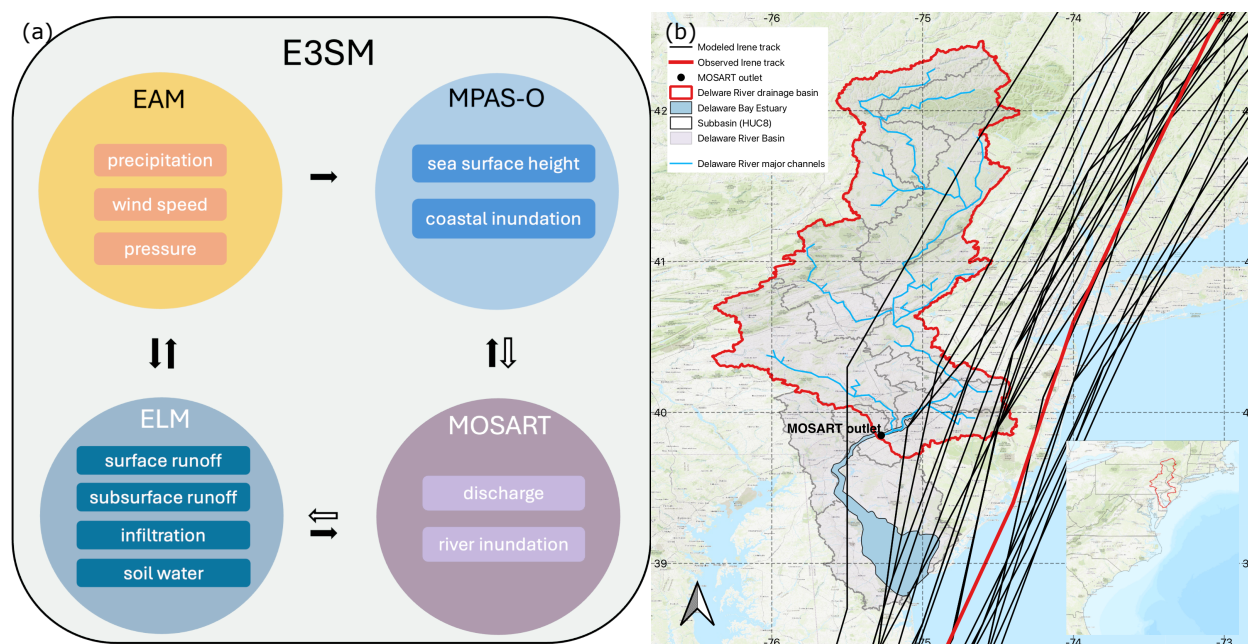 (a)
E3SM
EAM
precipitation
wind speed
pressure
MPAS-O
sea surface height
coastal inundation
ELM
surface runoff
subsurface runoff
infiltration
soil water
MOSART
discharge
river inundation
(b)
-76
-75
-74
-73
Modeled Irene track
Observed Irene track
MOSART outlet
Delware River drainage basin
Delaware Bay Estuary
Subbasin (HUC8)
Delaware River Basin
Delaware River major channels
42
41
40
39
MOSART outlet
-76
-75
-74
-73